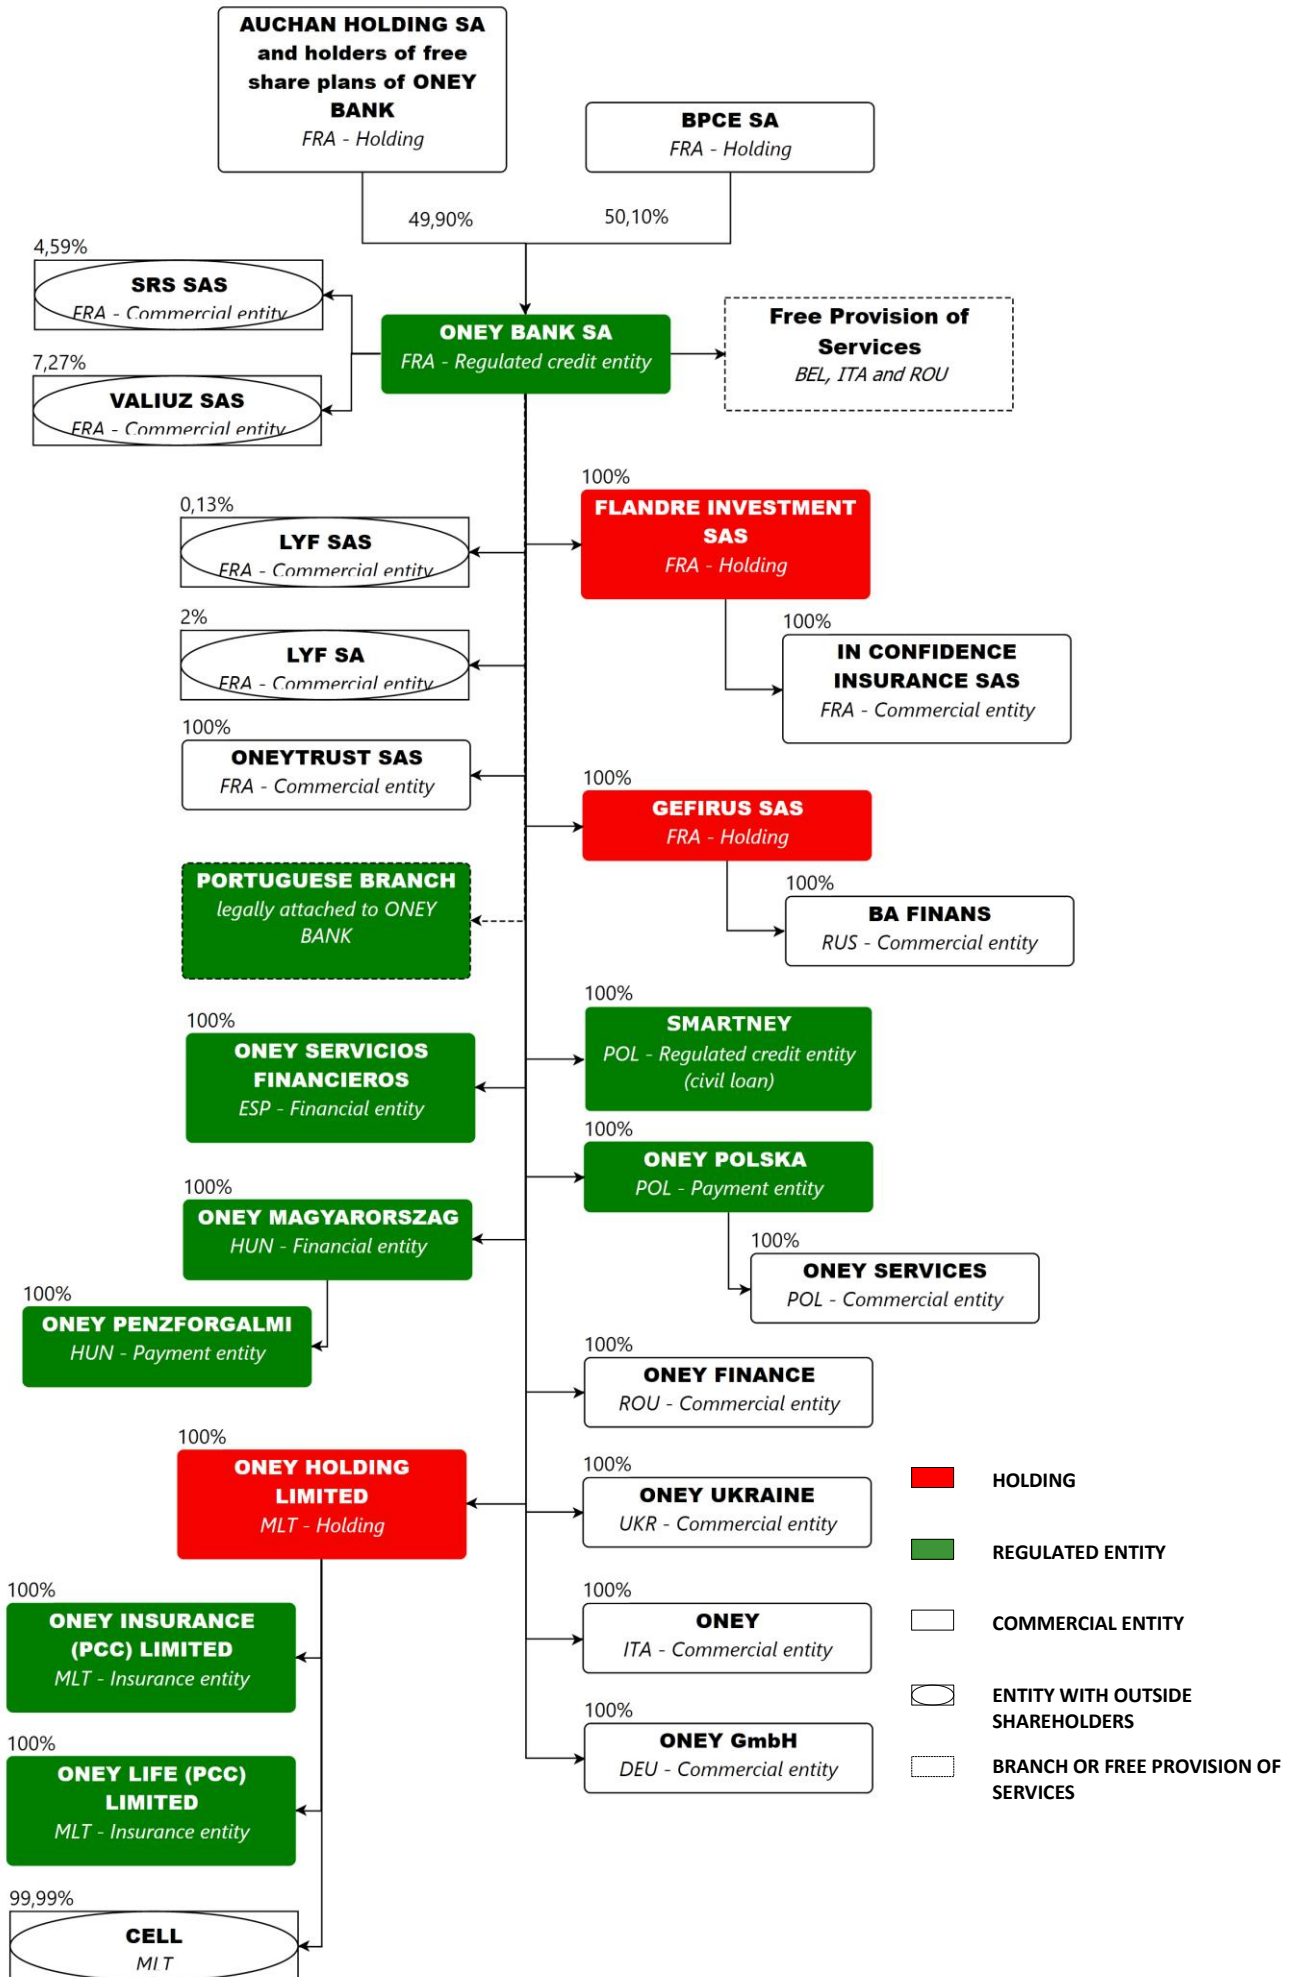 AUCHAN HOLDING SA
and holders of free
share plans of ONEY
BANK
FRA - Holding
BPCE SA
FRA - Holding
49,90%
50,10%
4,59%
SRS SAS
FRA - Commercial entity
7,27%
VALIUZ SAS
FRA - Commercial entity
ONEY BANK SA
FRA - Regulated credit entity
Free Provision of
Services
BEL, ITA and ROU
100%
FLANDRE INVESTMENT
SAS
FRA - Holding
0,13%
LYF SAS
FRA - Commercial entity
2%
LYF SA
FRA - Commercial entity
100%
IN CONFIDENCE
INSURANCE SAS
FRA - Commercial entity
100%
ONEYTRUST SAS
FRA - Commercial entity
100%
GEFIRUS SAS
FRA - Holding
PORTUGUESE BRANCH
legally attached to ONEY
BANK
100%
BA FINANS
RUS - Commercial entity
100%
SMARTNEY
POL - Regulated credit entity
(civil loan)
100%
ONEY SERVICIOS
FINANCIEROS
ESP - Financial entity
100%
ONEY POLSKA
POL - Payment entity
100%
ONEY MAGYARORSZAG
HUN - Financial entity
100%
ONEY SERVICES
POL - Commercial entity
100%
ONEY PENZFORGALMI
HUN - Payment entity
100%
ONEY FINANCE
ROU - Commercial entity
100%
ONEY HOLDING
LIMITED
MLT - Holding
100%
ONEY UKRAINE
UKR - Commercial entity
100%
ONEY INSURANCE
(PCC) LIMITED
MLT - Insurance entity
100%
ONEY
ITA - Commercial entity
100%
ONEY LIFE (PCC)
LIMITED
MLT - Insurance entity
100%
ONEY GmbH
DEU - Commercial entity
99,99%
CELL
MLT
HOLDING
REGULATED ENTITY
COMMERCIAL ENTITY
ENTITY WITH OUTSIDE
SHAREHOLDERS
BRANCH OR FREE PROVISION OF
SERVICES